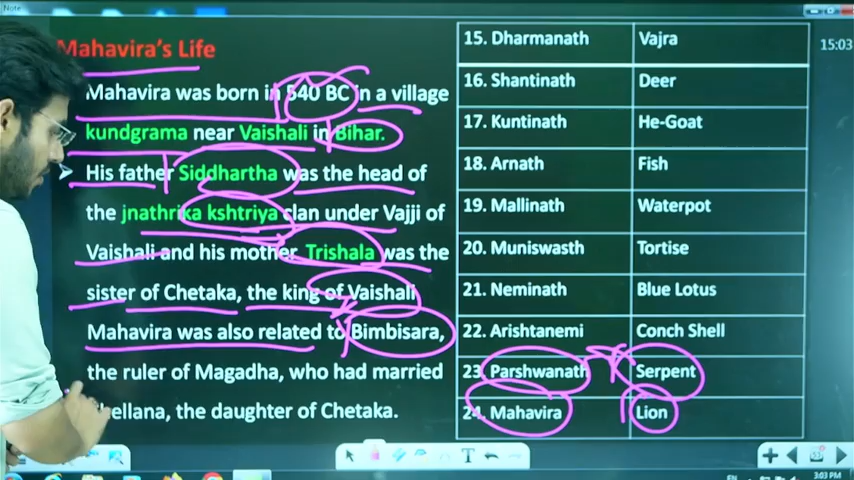 Note
Mahavira's Life
Mahavira was born in 540 BC in a village
kundgrama near Vaishali in Bihar.
His father Siddhartha was the head of
the jnathrika kshtriya clan under Vajji of
Vaishali and his mother Trishala was the
sister of Chetaka, the king of Vaishali
Mahavira was also related to Bimbisara,
the ruler of Magadha, who had married
Chellana, the daughter of Chetaka.
15. Dharmanath Vajra
16. Shantinath Deer
17. Kuntinath He-Goat
18. Arnath Fish
19. Mallinath Waterpot
20. Muniswasth Tortise
21. Neminath Blue Lotus
22. Arishtanemi Conch Shell
23. Parshwanath Serpent
24. Mahavira Lion
15:03
T
EN
3:03 PM